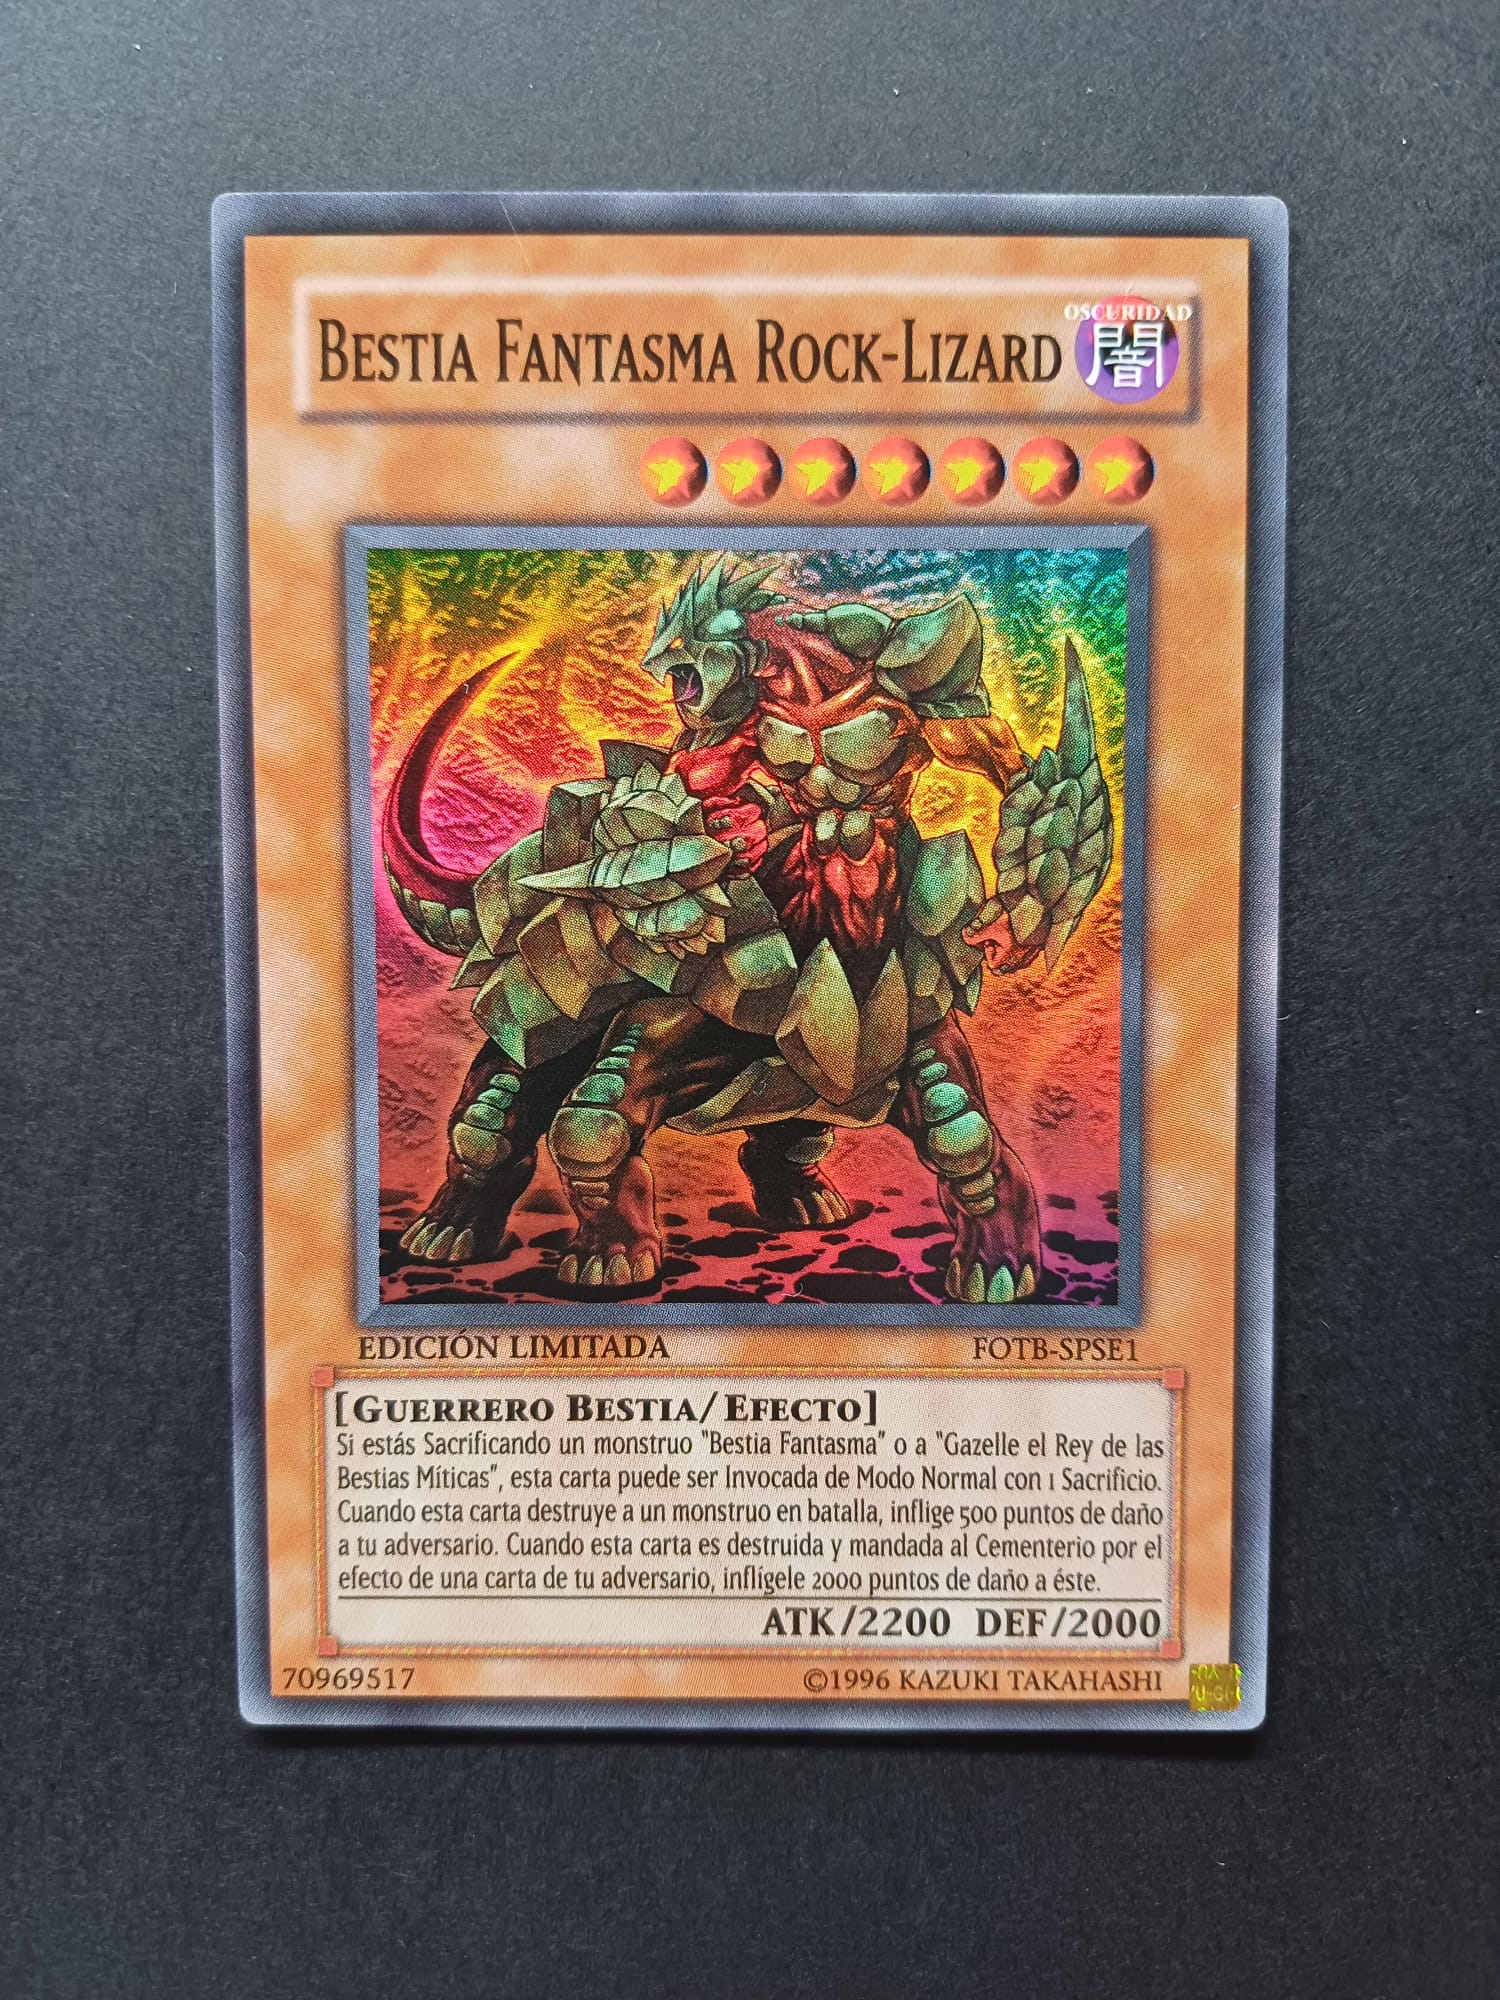 BESTIA FANTASMA ROCK-LIZARD
OSCURIDAD
闇
EDICIÓN LIMITADA
FOTB-SPSE1
[GUERRERO BESTIA/EFECTO]
Si estás Sacrificando un monstruo "Bestia Fantasma" o a "Gazelle el Rey de las
Bestias Míticas", esta carta puede ser Invocada de Modo Normal con 1 Sacrificio.
Cuando esta carta destruye a un monstruo en batalla, inflige 500 puntos de daño
a tu adversario. Cuando esta carta es destruida y mandada al Cementerio por el
efecto de una carta de tu adversario, inflígele 2000 puntos de daño a éste.
ATK/2200 DEF/2000
70969517
©1996 KAZUKI TAKAHASHI